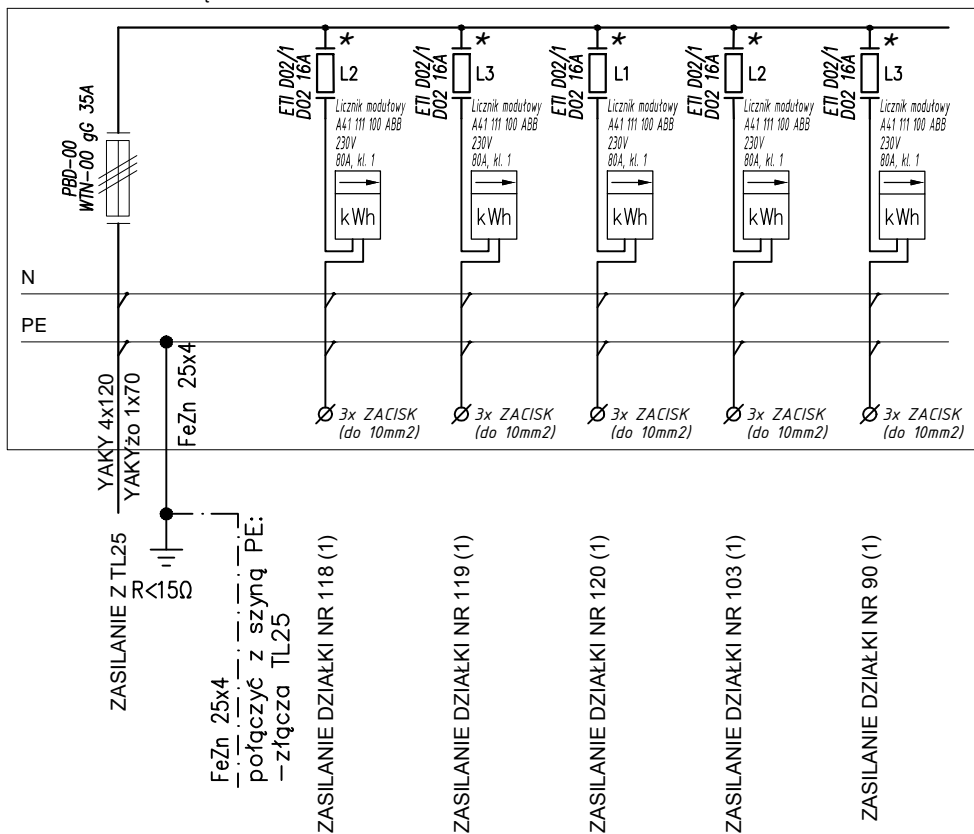 PBD-00
WTN-00 gG 35A
ETI D02/1
D02 16A
*
L2
Licznik modułowy
A41 111 100 ABB
230V
80A, kl. 1
kWh
ETI D02/1
D02 16A
*
L3
Licznik modułowy
A41 111 100 ABB
230V
80A, kl. 1
kWh
ETI D02/1
D02 16A
*
L1
Licznik modułowy
A41 111 100 ABB
230V
80A, kl. 1
kWh
ETI D02/1
D02 16A
*
L2
Licznik modułowy
A41 111 100 ABB
230V
80A, kl. 1
kWh
ETI D02/1
D02 16A
*
L3
Licznik modułowy
A41 111 100 ABB
230V
80A, kl. 1
kWh
N
PE
YAKY 4x120
YAKYżo 1x70
FeZn 25x4
3x ZACISK
(do 10mm2)
3x ZACISK
(do 10mm2)
3x ZACISK
(do 10mm2)
3x ZACISK
(do 10mm2)
3x ZACISK
(do 10mm2)
ZASILANIE Z TL25
R<15Ω
FeZn 25x4
połączyć z szyną PE:
-złącza TL25
ZASILANIE DZIAŁKI NR 118 (1)
ZASILANIE DZIAŁKI NR 119 (1)
ZASILANIE DZIAŁKI NR 120 (1)
ZASILANIE DZIAŁKI NR 103 (1)
ZASILANIE DZIAŁKI NR 90 (1)